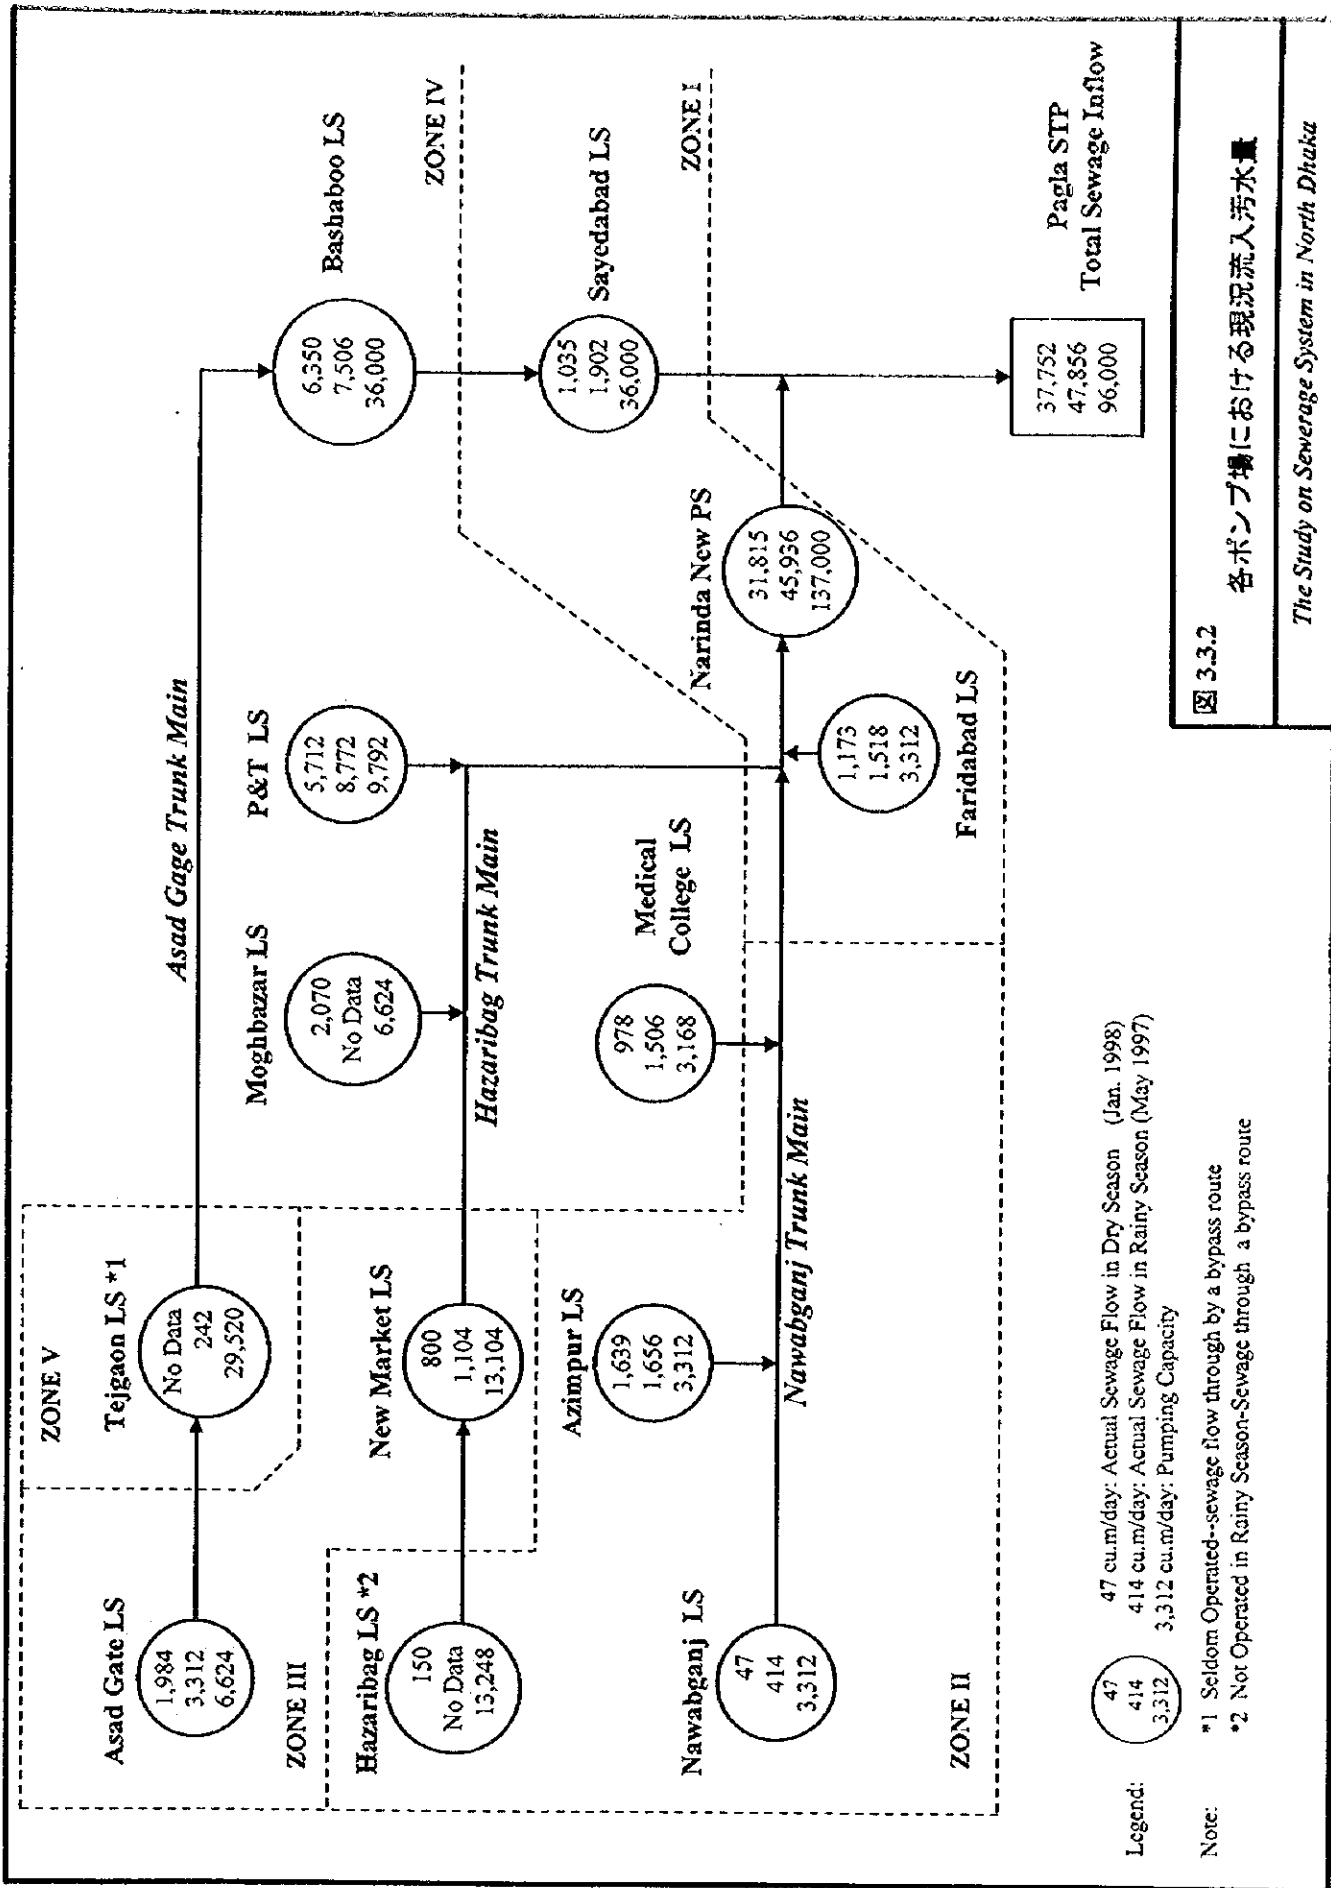 Asad Gate LS
1,984
3,312
6,624
ZONE V
Tejgaon LS *1
No Data
242
29,520
Asad Gage Trunk Main
Bashaboo LS
6,350
7,506
36,000
ZONE III
Hazaribag LS *2
150
No Data
13,248
New Market LS
800
1,104
13,104
Moghbazar LS
2,070
No Data
6,624
Hazaribag Trunk Main
P&T LS
5,712
8,772
9,792
ZONE IV
Sayedabad LS
1,035
1,902
36,000
Nawabganj LS
47
414
3,312
Azimpur LS
1,639
1,656
3,312
Nawabganj Trunk Main
Medical
College LS
978
1,506
3,168
Narinda New PS
31,815
45,936
137,000
Faridabad LS
1,173
1,518
3,312
ZONE I
ZONE II
Pagla STP
Total Sewage Inflow
37,752
47,856
96,000
Legend:
47
414
3,312
47 cu.m/day: Actual Sewage Flow in Dry Season (Jan. 1998)
414 cu.m/day: Actual Sewage Flow in Rainy Season (May 1997)
3,312 cu.m/day: Pumping Capacity
Note: *1 Seldom Operated--sewage flow through by a bypass route
*2 Not Operated in Rainy Season-Sewage through a bypass route
図 3.3.2
各ポンプ場における現況流入汚水量
The Study on Sewerage System in North Dhaka